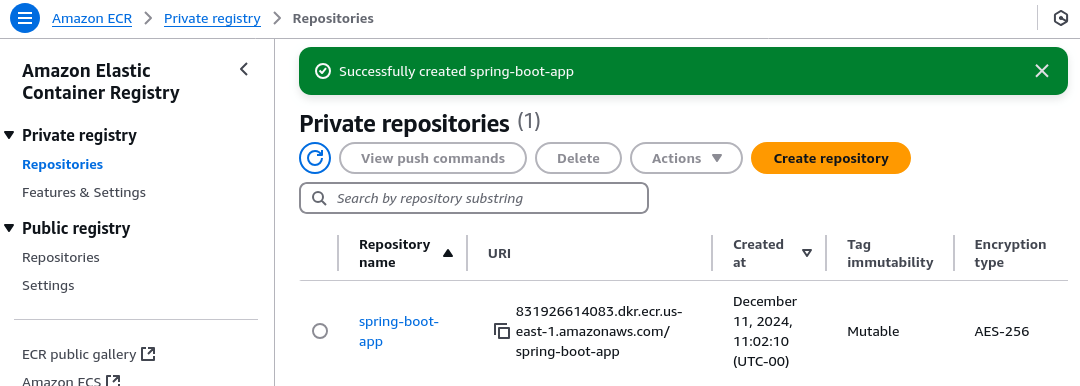 Amazon ECR > Private registry > Repositories
Amazon Elastic
Container Registry
Private registry
Repositories
Features & Settings
Public registry
Repositories
Settings
ECR public gallery
Amazon ECS
Successfully created spring-boot-app
Private repositories (1)
View push commands Delete Actions Create repository
Search by repository substring
Repository
name
URI
Created
at
Tag
immutability
Encryption
type
spring-boot-
app
831926614083.dkr.ecr.us-
east-1.amazonaws.com/
spring-boot-app
December
11, 2024,
11:02:10
(UTC-00)
Mutable
AES-256